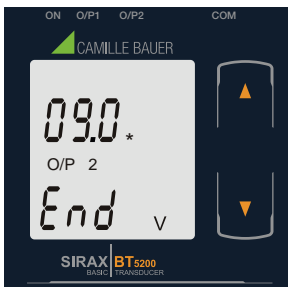 ON O/P1 O/P2 COM
CAMILLE BAUER
09.0 *
O/P 2
End V
SIRAX BT5200
BASIC TRANSDUCER